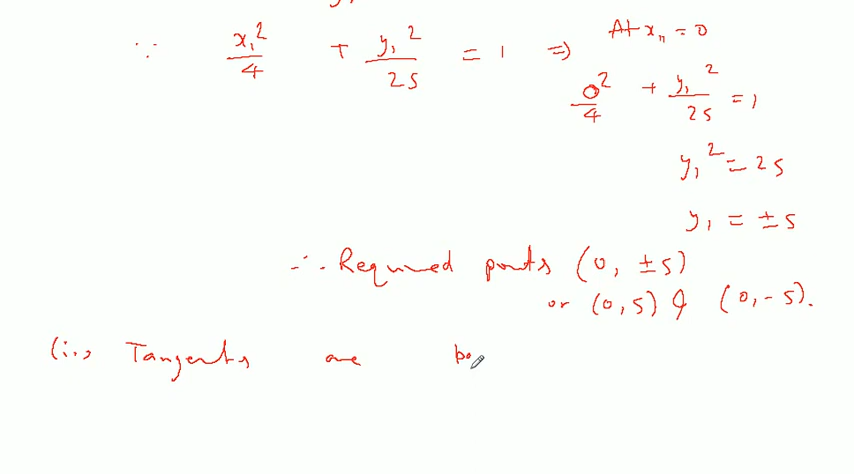 ∵ x₁²/4 + y₁²/25 = 1 ⇒ At x₁ = 0
0²/4 + y₁²/25 = 1
y₁² = 25
y₁ = ±5
∴ Required points (0, ±5)
or (0, 5) & (0, -5).
(ii) Tangents are